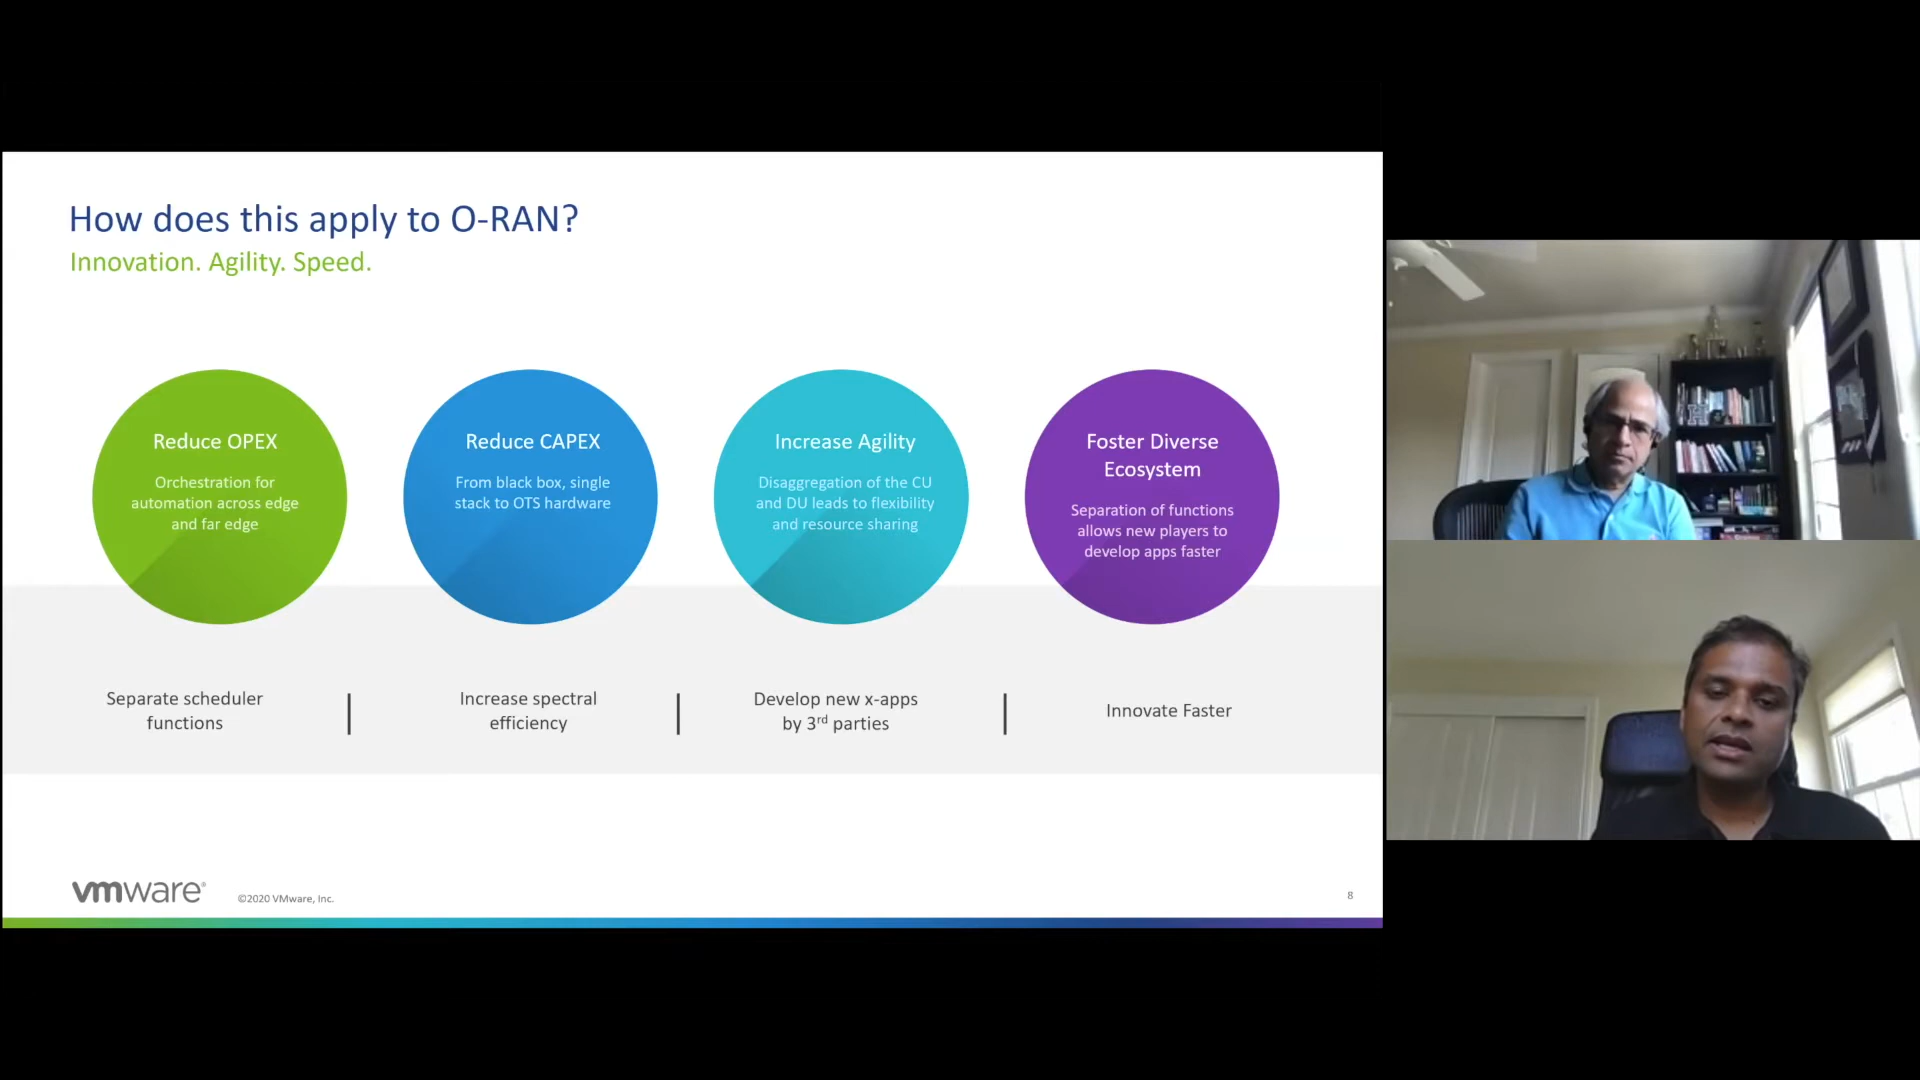 How does this apply to O-RAN?
Innovation. Agility. Speed.
Reduce OPEX
Orchestration for
automation across edge
and far edge
Reduce CAPEX
From black box, single
stack to OTS hardware
Increase Agility
Disaggregation of the CU
and DU leads to flexibility
and resource sharing
Foster Diverse
Ecosystem
Separation of functions
allows new players to
develop apps faster
Separate scheduler
functions
Increase spectral
efficiency
Develop new x-apps
by 3rd parties
Innovate Faster
vmware®
©2020 VMware, Inc.
8